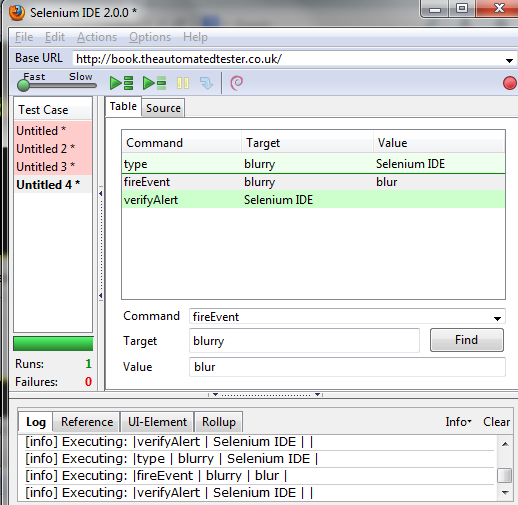 Selenium IDE 2.0.0 *
File Edit Actions Options Help
Base URL http://book.theautomatedtester.co.uk/
Fast Slow
Test Case
Untitled *
Untitled 2 *
Untitled 3 *
Untitled 4 *
Runs: 1
Failures: 0
Table Source
Command Target Value
type blurry Selenium IDE
fireEvent blurry blur
verifyAlert Selenium IDE
Command fireEvent
Target blurry Find
Value blur
Log Reference UI-Element Rollup Info Clear
[info] Executing: |verifyAlert | Selenium IDE | |
[info] Executing: |type | blurry | Selenium IDE |
[info] Executing: |fireEvent | blurry | blur |
[info] Executing: |verifyAlert | Selenium IDE | |